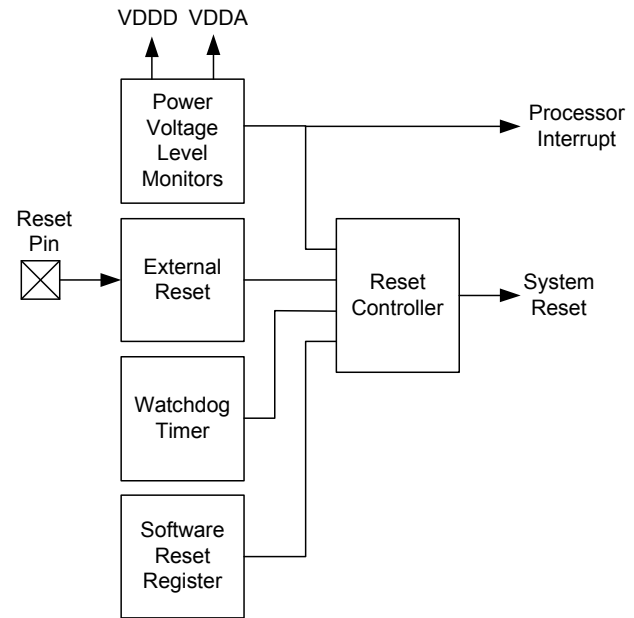 VDDD VDDA
Power
Voltage
Level
Monitors
Processor
Interrupt
Reset
Pin
External
Reset
Reset
Controller
System
Reset
Watchdog
Timer
Software
Reset
Register